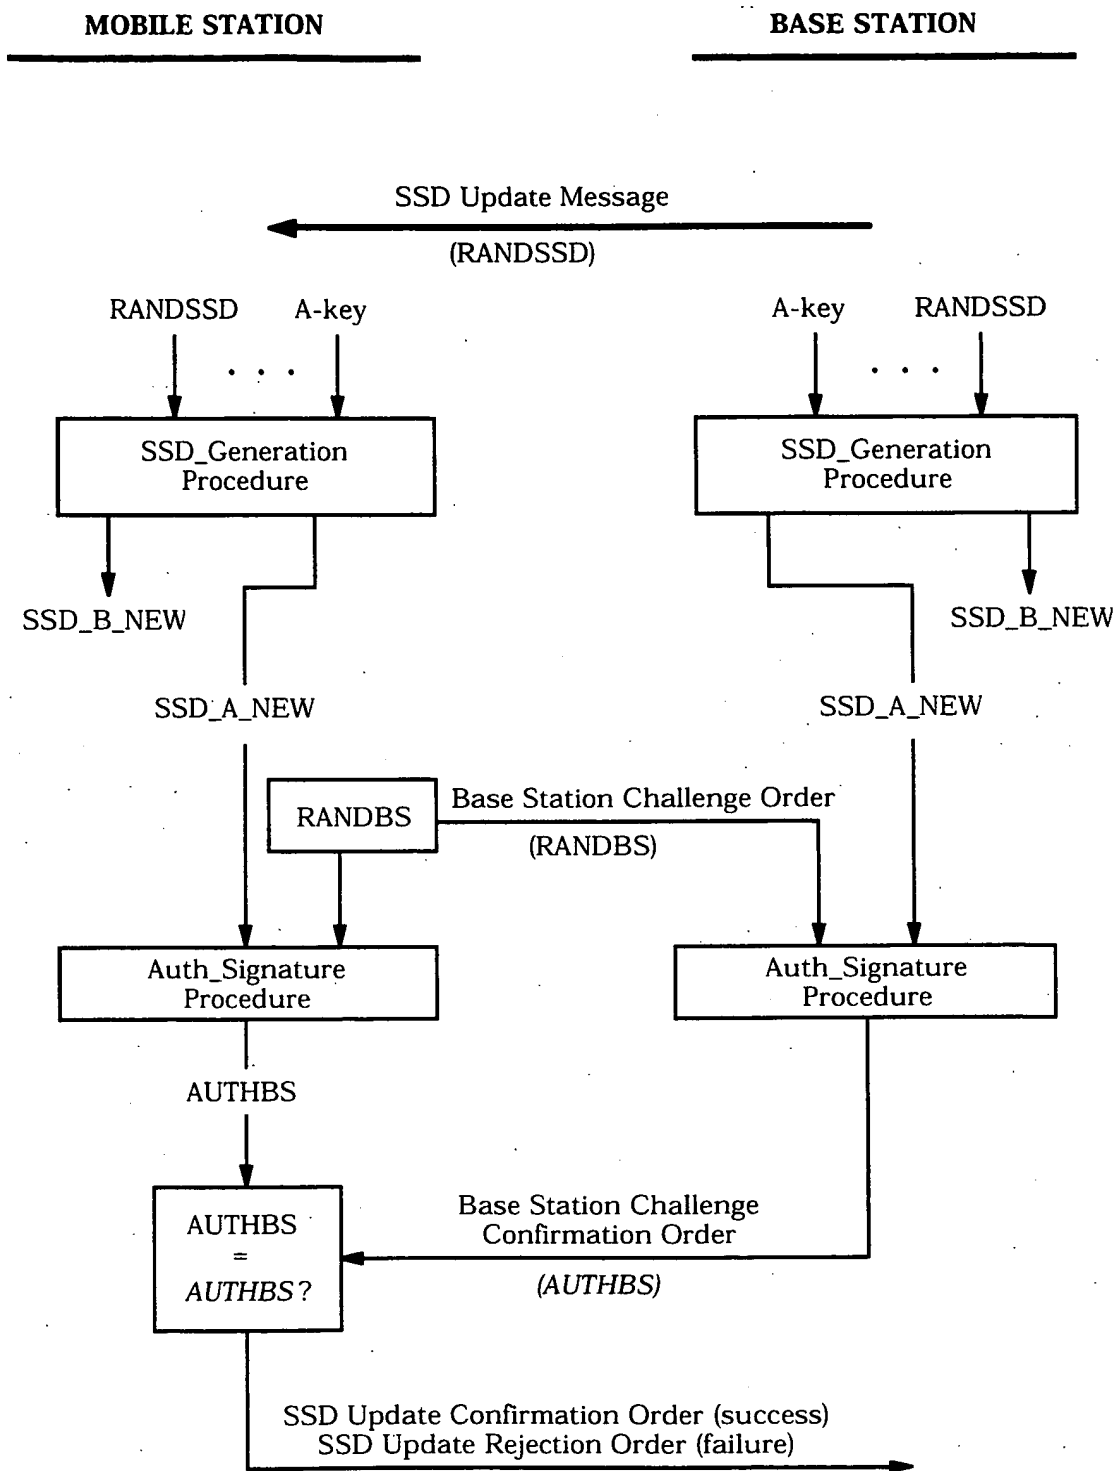 MOBILE STATION
BASE STATION
SSD Update Message
(RANDSSD)
RANDSSD A-key
A-key RANDSSD
. . .
. . .
SSD_Generation
Procedure
SSD_Generation
Procedure
SSD_B_NEW
SSD_B_NEW
SSD_A_NEW
SSD_A_NEW
RANDBS
Base Station Challenge Order
(RANDBS)
Auth_Signature
Procedure
Auth_Signature
Procedure
AUTHBS
AUTHBS
=
AUTHBS?
Base Station Challenge
Confirmation Order
(AUTHBS)
SSD Update Confirmation Order (success)
SSD Update Rejection Order (failure)